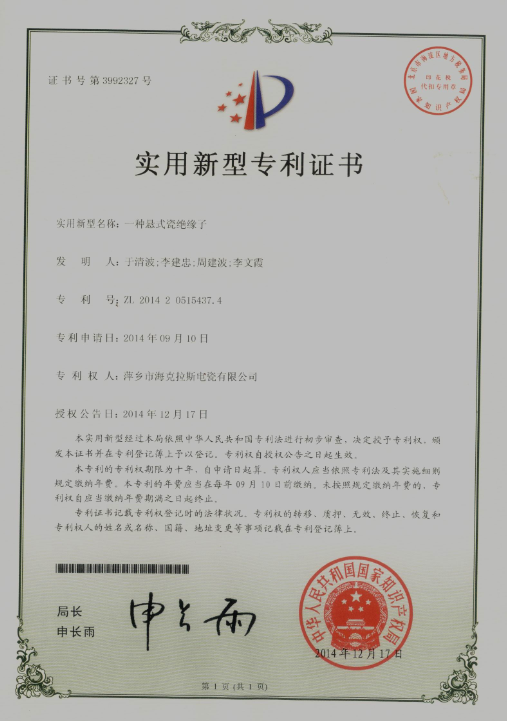 证书号第3992327号
实用新型专利证书
实用新型名称：一种悬式瓷绝缘子
发 明 人：于清波;李建忠;周建波;李文霞
专 利 号：ZL 2014 2 0515437.4
专利申请日：2014年09月10日
专 利 权 人：萍乡市海克拉斯电瓷有限公司
授权公告日：2014年12月17日
本实用新型经过本局依照中华人民共和国专利法进行初步审查，决定授予专利权，颁
发本证书并在专利登记簿上予以登记。专利权自授权公告之日起生效。
本专利的专利权期限为十年，自申请日起算。专利权人应当依照专利法及其实施细则
规定缴纳年费。本专利的年费应当在每年09月10日前缴纳。未按照规定缴纳年费的，专
利权自应当缴纳年费期满之日起终止。
专利证书记载专利权登记时的法律状况。专利权的转移、质押、无效、终止、恢复和
专利权人的姓名或名称、国籍、地址变更等事项记载在专利登记簿上。
局长
申长雨
申长雨
中华人民共和国国家知识产权局
2014年12月17日
第1页(共1页)